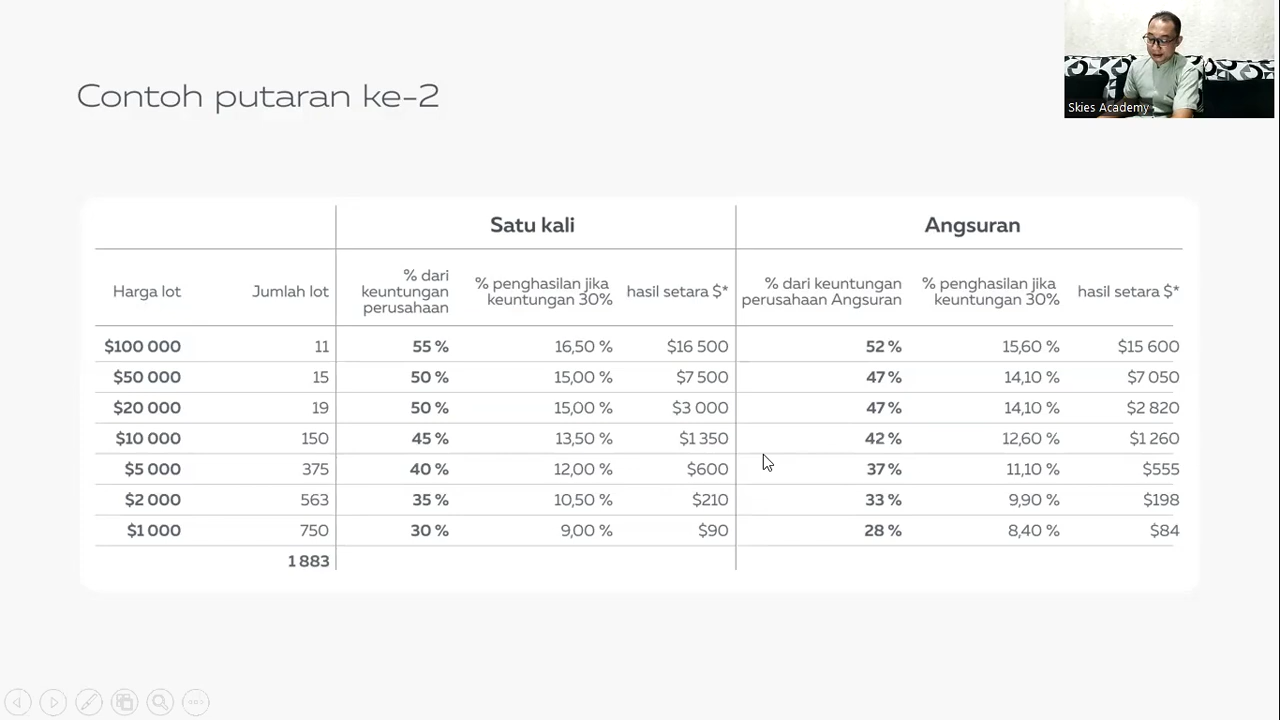 Skies Academy
Contoh putaran ke-2
Satu kali Angsuran
Harga lot Jumlah lot % dari keuntungan perusahaan % penghasilan jika keuntungan 30% hasil setara $* % dari keuntungan perusahaan Angsuran % penghasilan jika keuntungan 30% hasil setara $*
$100 000 11 55 % 16,50 % $16 500 52 % 15,60 % $15 600
$50 000 15 50 % 15,00 % $7 500 47 % 14,10 % $7 050
$20 000 19 50 % 15,00 % $3 000 47 % 14,10 % $2 820
$10 000 150 45 % 13,50 % $1 350 42 % 12,60 % $1 260
$5 000 375 40 % 12,00 % $600 37 % 11,10 % $555
$2 000 563 35 % 10,50 % $210 33 % 9,90 % $198
$1 000 750 30 % 9,00 % $90 28 % 8,40 % $84
1 883